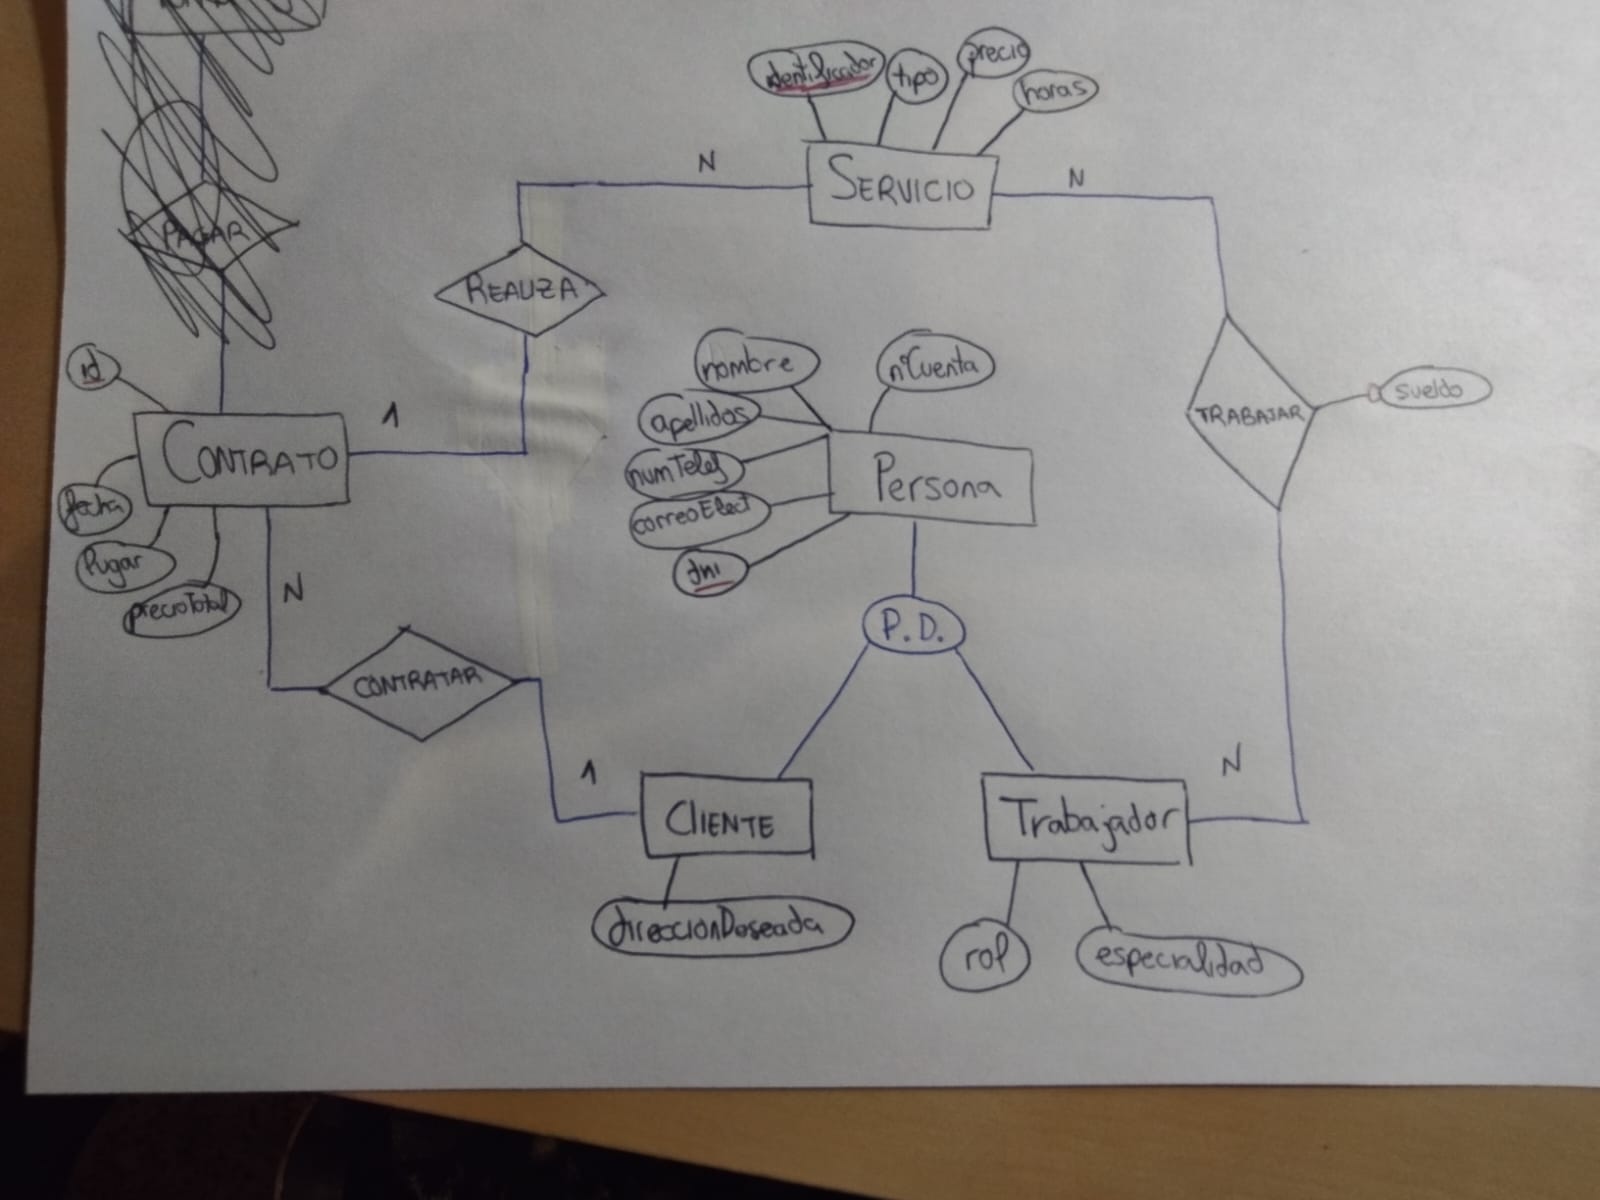 PAGAR
identificador
tipo
precio
horas
SERVICIO
N
N
REALIZA
id
CONTRATO
1
fecha
lugar
precioTotal
N
nombre
nºCuenta
apellidos
numTelef
correoElect
dni
Persona
P.D.
TRABAJAR
sueldo
CONTRATAR
1
CLIENTE
direcciónDeseada
Trabajador
N
rol
especialidad